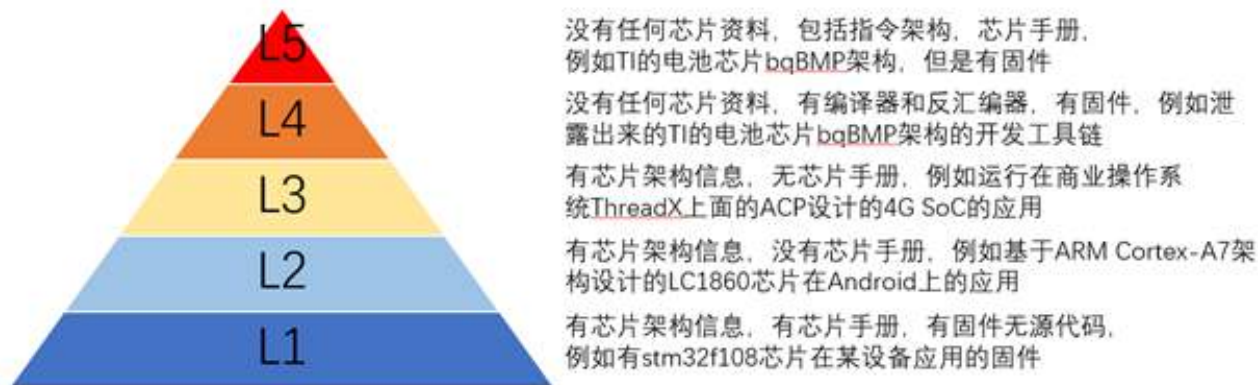 L5
没有任何芯片资料，包括指令架构，芯片手册，
例如TI的电池芯片bqBMP架构，但是有固件
L4
没有任何芯片资料，有编译器和反汇编器，有固件，例如泄
露出来的TI的电池芯片bqBMP架构的开发工具链
L3
有芯片架构信息，无芯片手册，例如运行在商业操作系
统ThreadX上面的ACP设计的4G SoC的应用
L2
有芯片架构信息，没有芯片手册，例如基于ARM Cortex-A7架
构设计的LC1860芯片在Android上的应用
L1
有芯片架构信息，有芯片手册，有固件无源代码，
例如有stm32f108芯片在某设备应用的固件